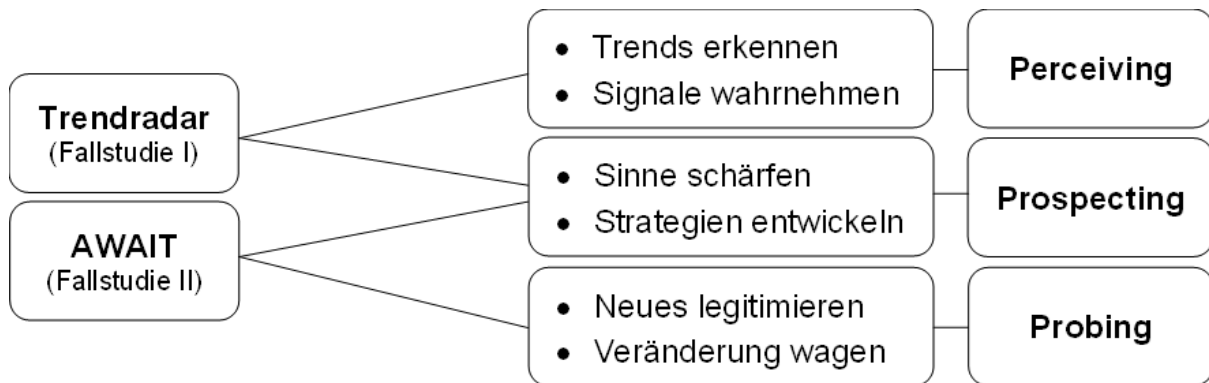 Trendradar
(Fallstudie I)
AWAIT
(Fallstudie II)
• Trends erkennen
• Signale wahrnehmen
• Sinne schärfen
• Strategien entwickeln
• Neues legitimieren
• Veränderung wagen
Perceiving
Prospecting
Probing